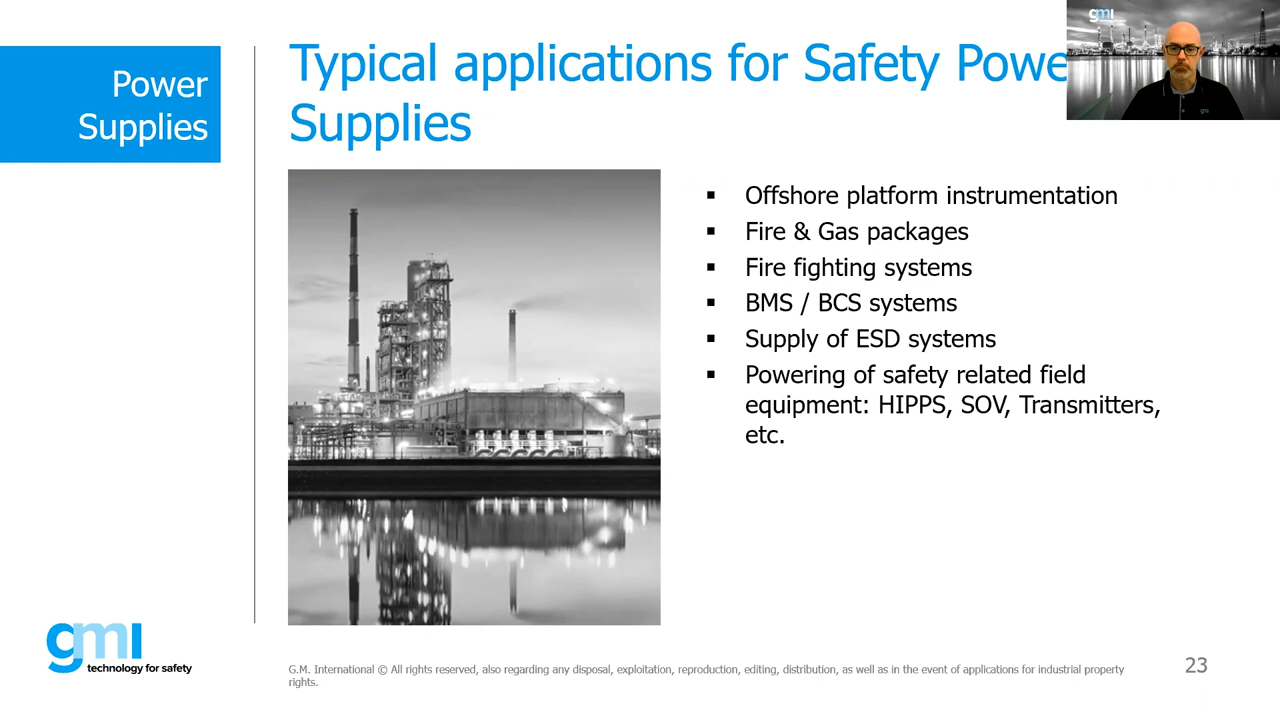 Power
Supplies
Typical applications for Safety Powe
Supplies
gmi
gmi
▪ Offshore platform instrumentation
▪ Fire & Gas packages
▪ Fire fighting systems
▪ BMS / BCS systems
▪ Supply of ESD systems
▪ Powering of safety related field
equipment: HIPPS, SOV, Transmitters,
etc.
gmi
technology for safety
G.M. International © All rights reserved, also regarding any disposal, exploitation, reproduction, editing, distribution, as well as in the event of applications for industrial property
rights.
23